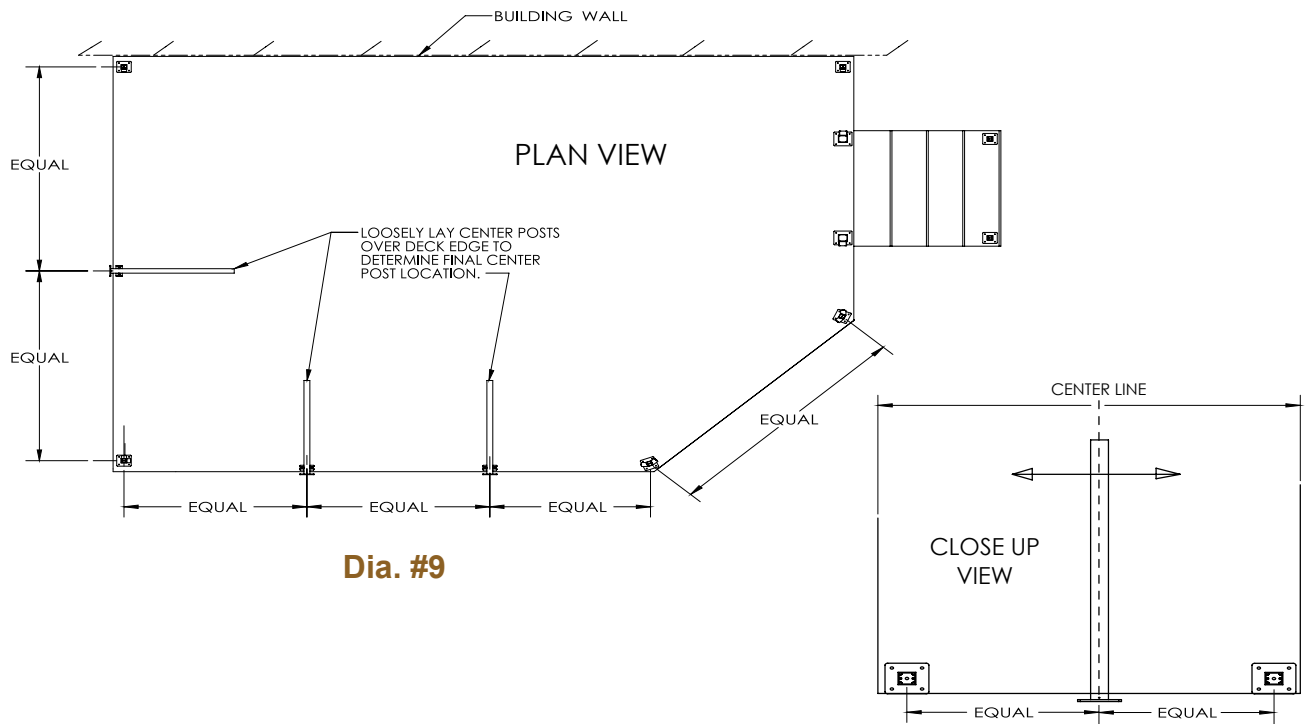 BUILDING WALL
PLAN VIEW
EQUAL
LOOSELY LAY CENTER POSTS
OVER DECK EDGE TO
DETERMINE FINAL CENTER
POST LOCATION.
EQUAL
EQUAL
EQUAL
EQUAL
EQUAL
Dia. #9
CENTER LINE
CLOSE UP
VIEW
EQUAL
EQUAL